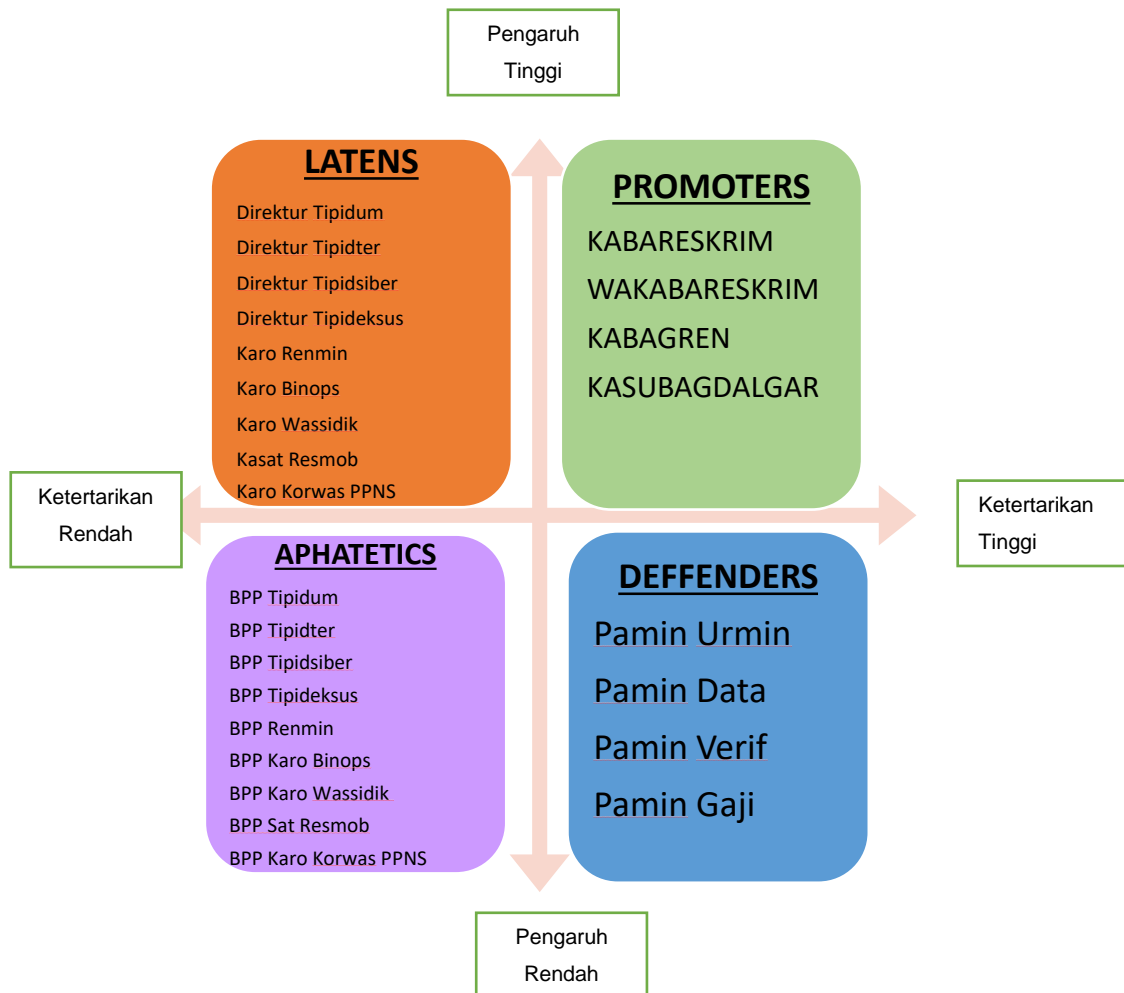 Pengaruh
Tinggi
LATENS
Direktur Tipidum
Direktur Tipidter
Direktur Tipidsiber
Direktur Tipideksus
Karo Renmin
Karo Binops
Karo Wassidik
Kasat Resmob
Karo Korwas PPNS
PROMOTERS
KABARESKRIM
WAKABARESKRIM
KABAGREN
KASUBAGDALGAR
Ketertarikan
Rendah
Ketertarikan
Tinggi
APHATETICS
BPP Tipidum
BPP Tipidter
BPP Tipidsiber
BPP Tipideksus
BPP Renmin
BPP Karo Binops
BPP Karo Wassidik
BPP Sat Resmob
BPP Karo Korwas PPNS
DEFFENDERS
Pamin Urmin
Pamin Data
Pamin Verif
Pamin Gaji
Pengaruh
Rendah